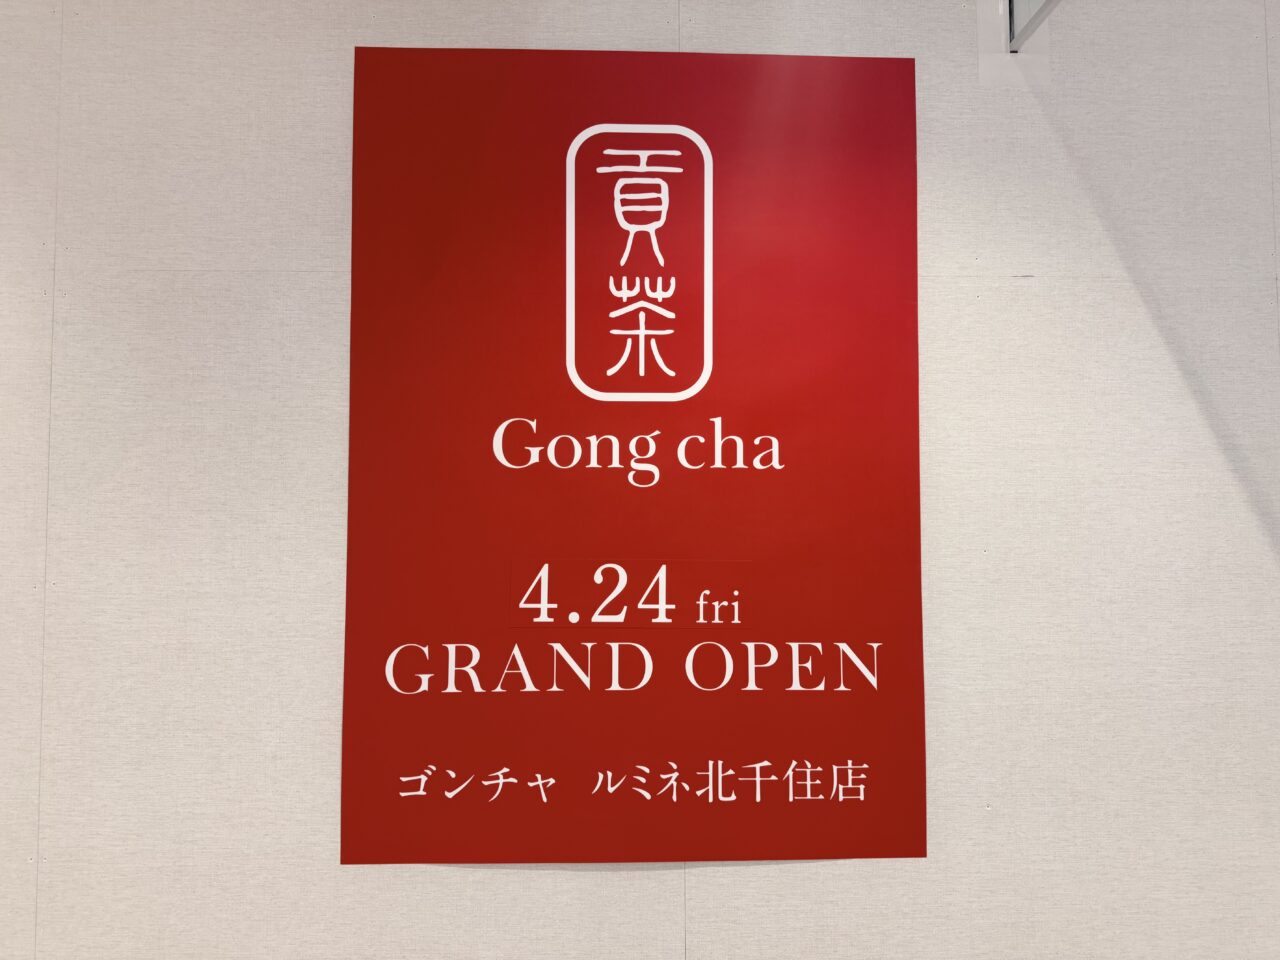 貢茶
Gong cha
4.24 fri
GRAND OPEN
ゴンチャ ルミネ北千住店